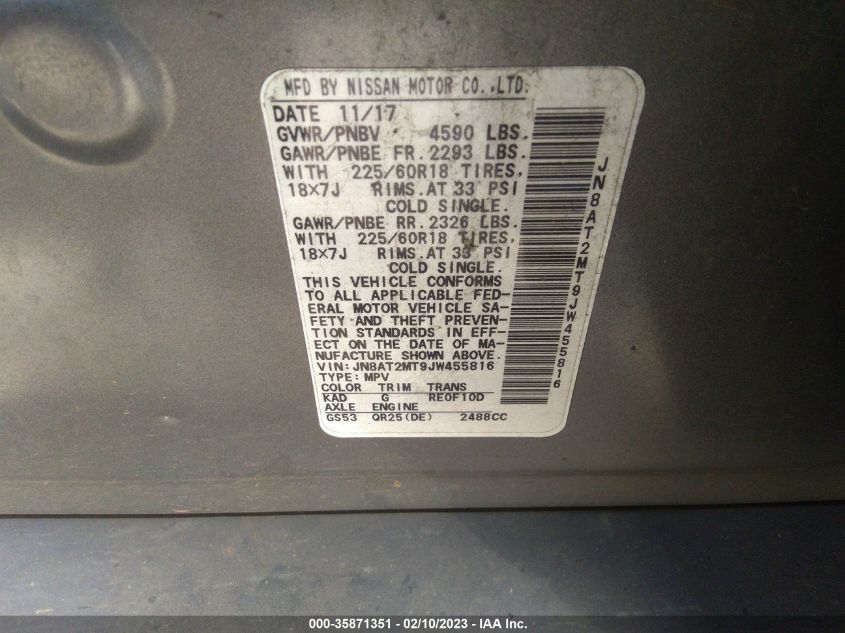 MFD BY NISSAN MOTOR CO.,LTD.
DATE 11/17
GVWR/PNBV 4590 LBS.
GAWR/PNBE FR.2293 LBS.
WITH 225/60R18 TIRES,
18×7J RIMS.AT 33 PSI
COLD SINGLE.
GAWR/PNBE RR.2326 LBS.
WITH 225/60R18 TIRES,
18×7J RIMS.AT 33 PSI
COLD SINGLE.
THIS VEHICLE CONFORMS
TO ALL APPLICABLE FED-
ERAL MOTOR VEHICLE SA-
FETY AND THEFT PREVEN-
TION STANDARDS IN EFF-
ECT ON THE DATE OF MA-
NUFACTURE SHOWN ABOVE.
VIN:JN8AT2MT9JW455816
TYPE:MPV
COLOR TRIM TRANS
KAD G RE0F10D
AXLE ENGINE
GS53 QR25(DE) 2488CC
JN8AT2MT9JW455816
000-35871351 - 02/10/2023 - IAA Inc.